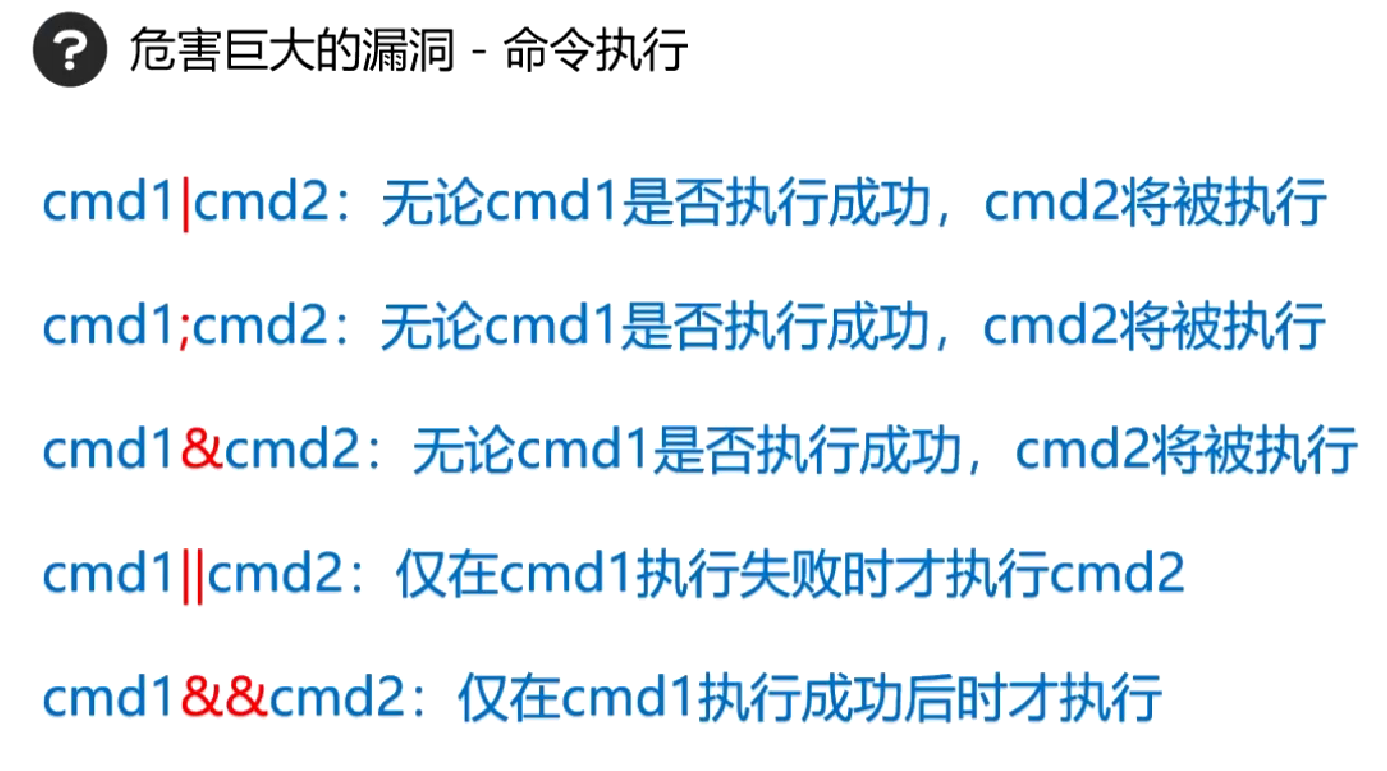 危害巨大的漏洞 - 命令执行
cmd1|cmd2：无论cmd1是否执行成功，cmd2将被执行
cmd1;cmd2：无论cmd1是否执行成功，cmd2将被执行
cmd1&cmd2：无论cmd1是否执行成功，cmd2将被执行
cmd1||cmd2：仅在cmd1执行失败时才执行cmd2
cmd1&&cmd2：仅在cmd1执行成功后时才执行